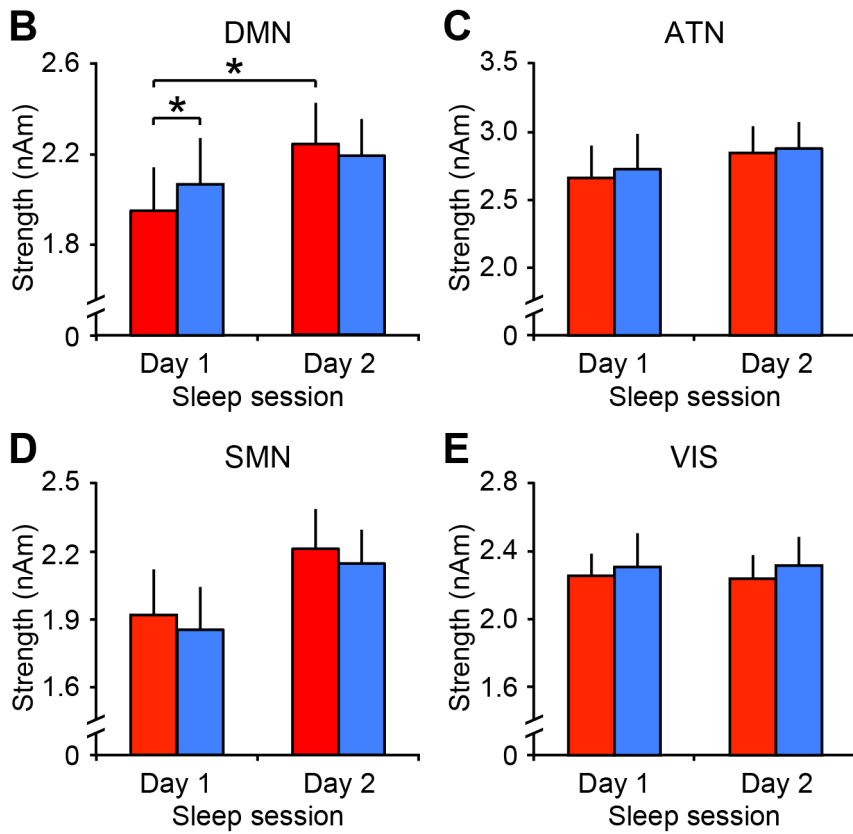 B
DMN
Strength (nAm)
2.6
2.2
1.8
0
*
*
Day 1
Day 2
Sleep session
C
ATN
Strength (nAm)
3.5
3.0
2.5
2.0
0
Day 1
Day 2
Sleep session
D
SMN
Strength (nAm)
2.5
2.2
1.9
1.6
0
Day 1
Day 2
Sleep session
E
VIS
Strength (nAm)
2.8
2.4
2.0
1.6
0
Day 1
Day 2
Sleep session